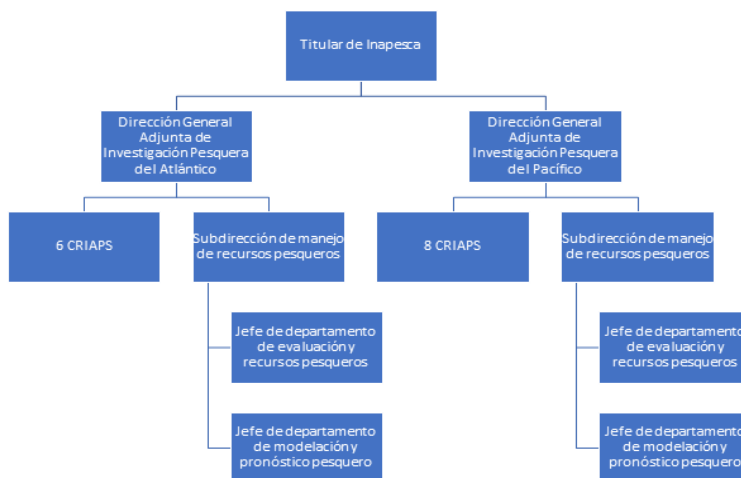 Titular de Inapesca
Dirección General
Adjunta de
Investigación Pesquera
del Atlántico
Dirección General
Adjunta de
Investigación Pesquera
del Pacífico
6 CRIAPS
Subdirección de manejo
de recursos pesqueros
8 CRIAPS
Subdirección de manejo
de recursos pesqueros
Jefe de departamento
de evaluación y
recursos pesqueros
Jefe de departamento
de evaluación y
recursos pesqueros
Jefe de departamento
de modelación y
pronóstico pesquero
Jefe de departamento
de modelación y
pronóstico pesquero